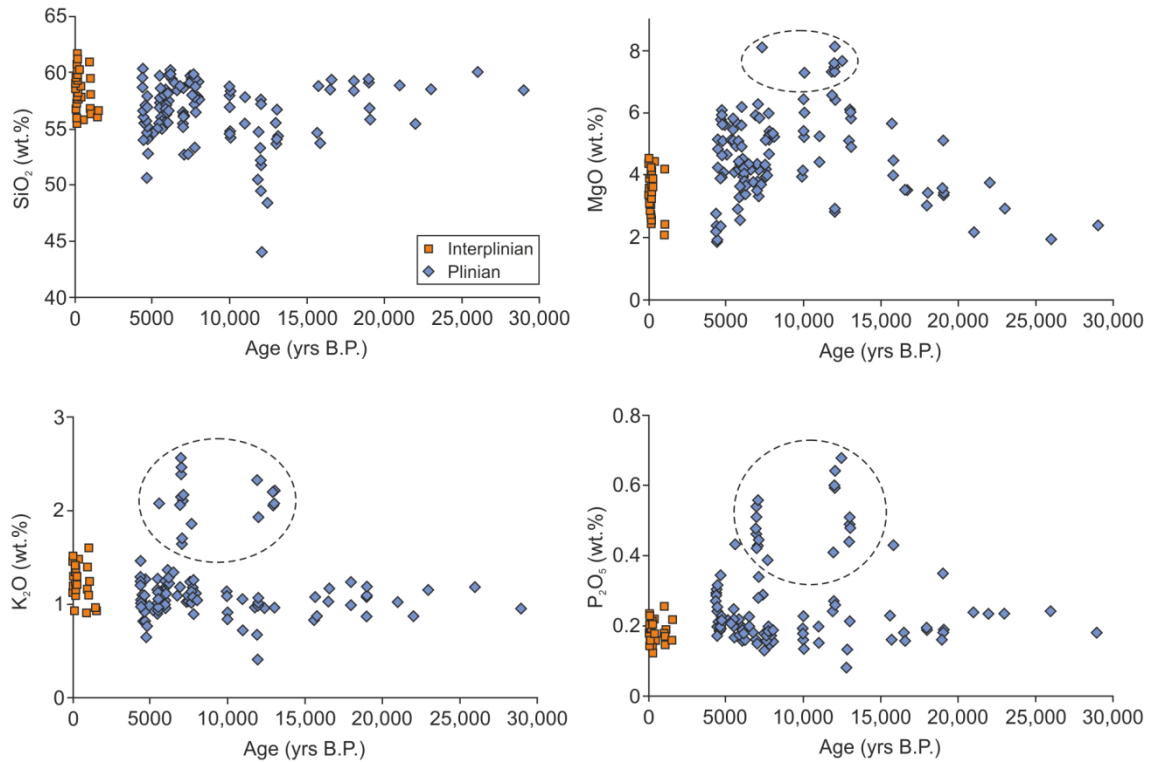 65
60
55
50
45
40
SiO₂ (wt.%)
Interplinian
Plinian
0 5000 10,000 15,000 20,000 25,000 30,000
Age (yrs B.P.)
8
6
4
2
0
MgO (wt.%)
0 5000 10,000 15,000 20,000 25,000 30,000
Age (yrs B.P.)
3
2
1
0
K₂O (wt.%)
0 5000 10,000 15,000 20,000 25,000 30,000
Age (yrs B.P.)
0.8
0.6
0.4
0.2
0
P₂O₅ (wt.%)
0 5000 10,000 15,000 20,000 25,000 30,000
Age (yrs B.P.)